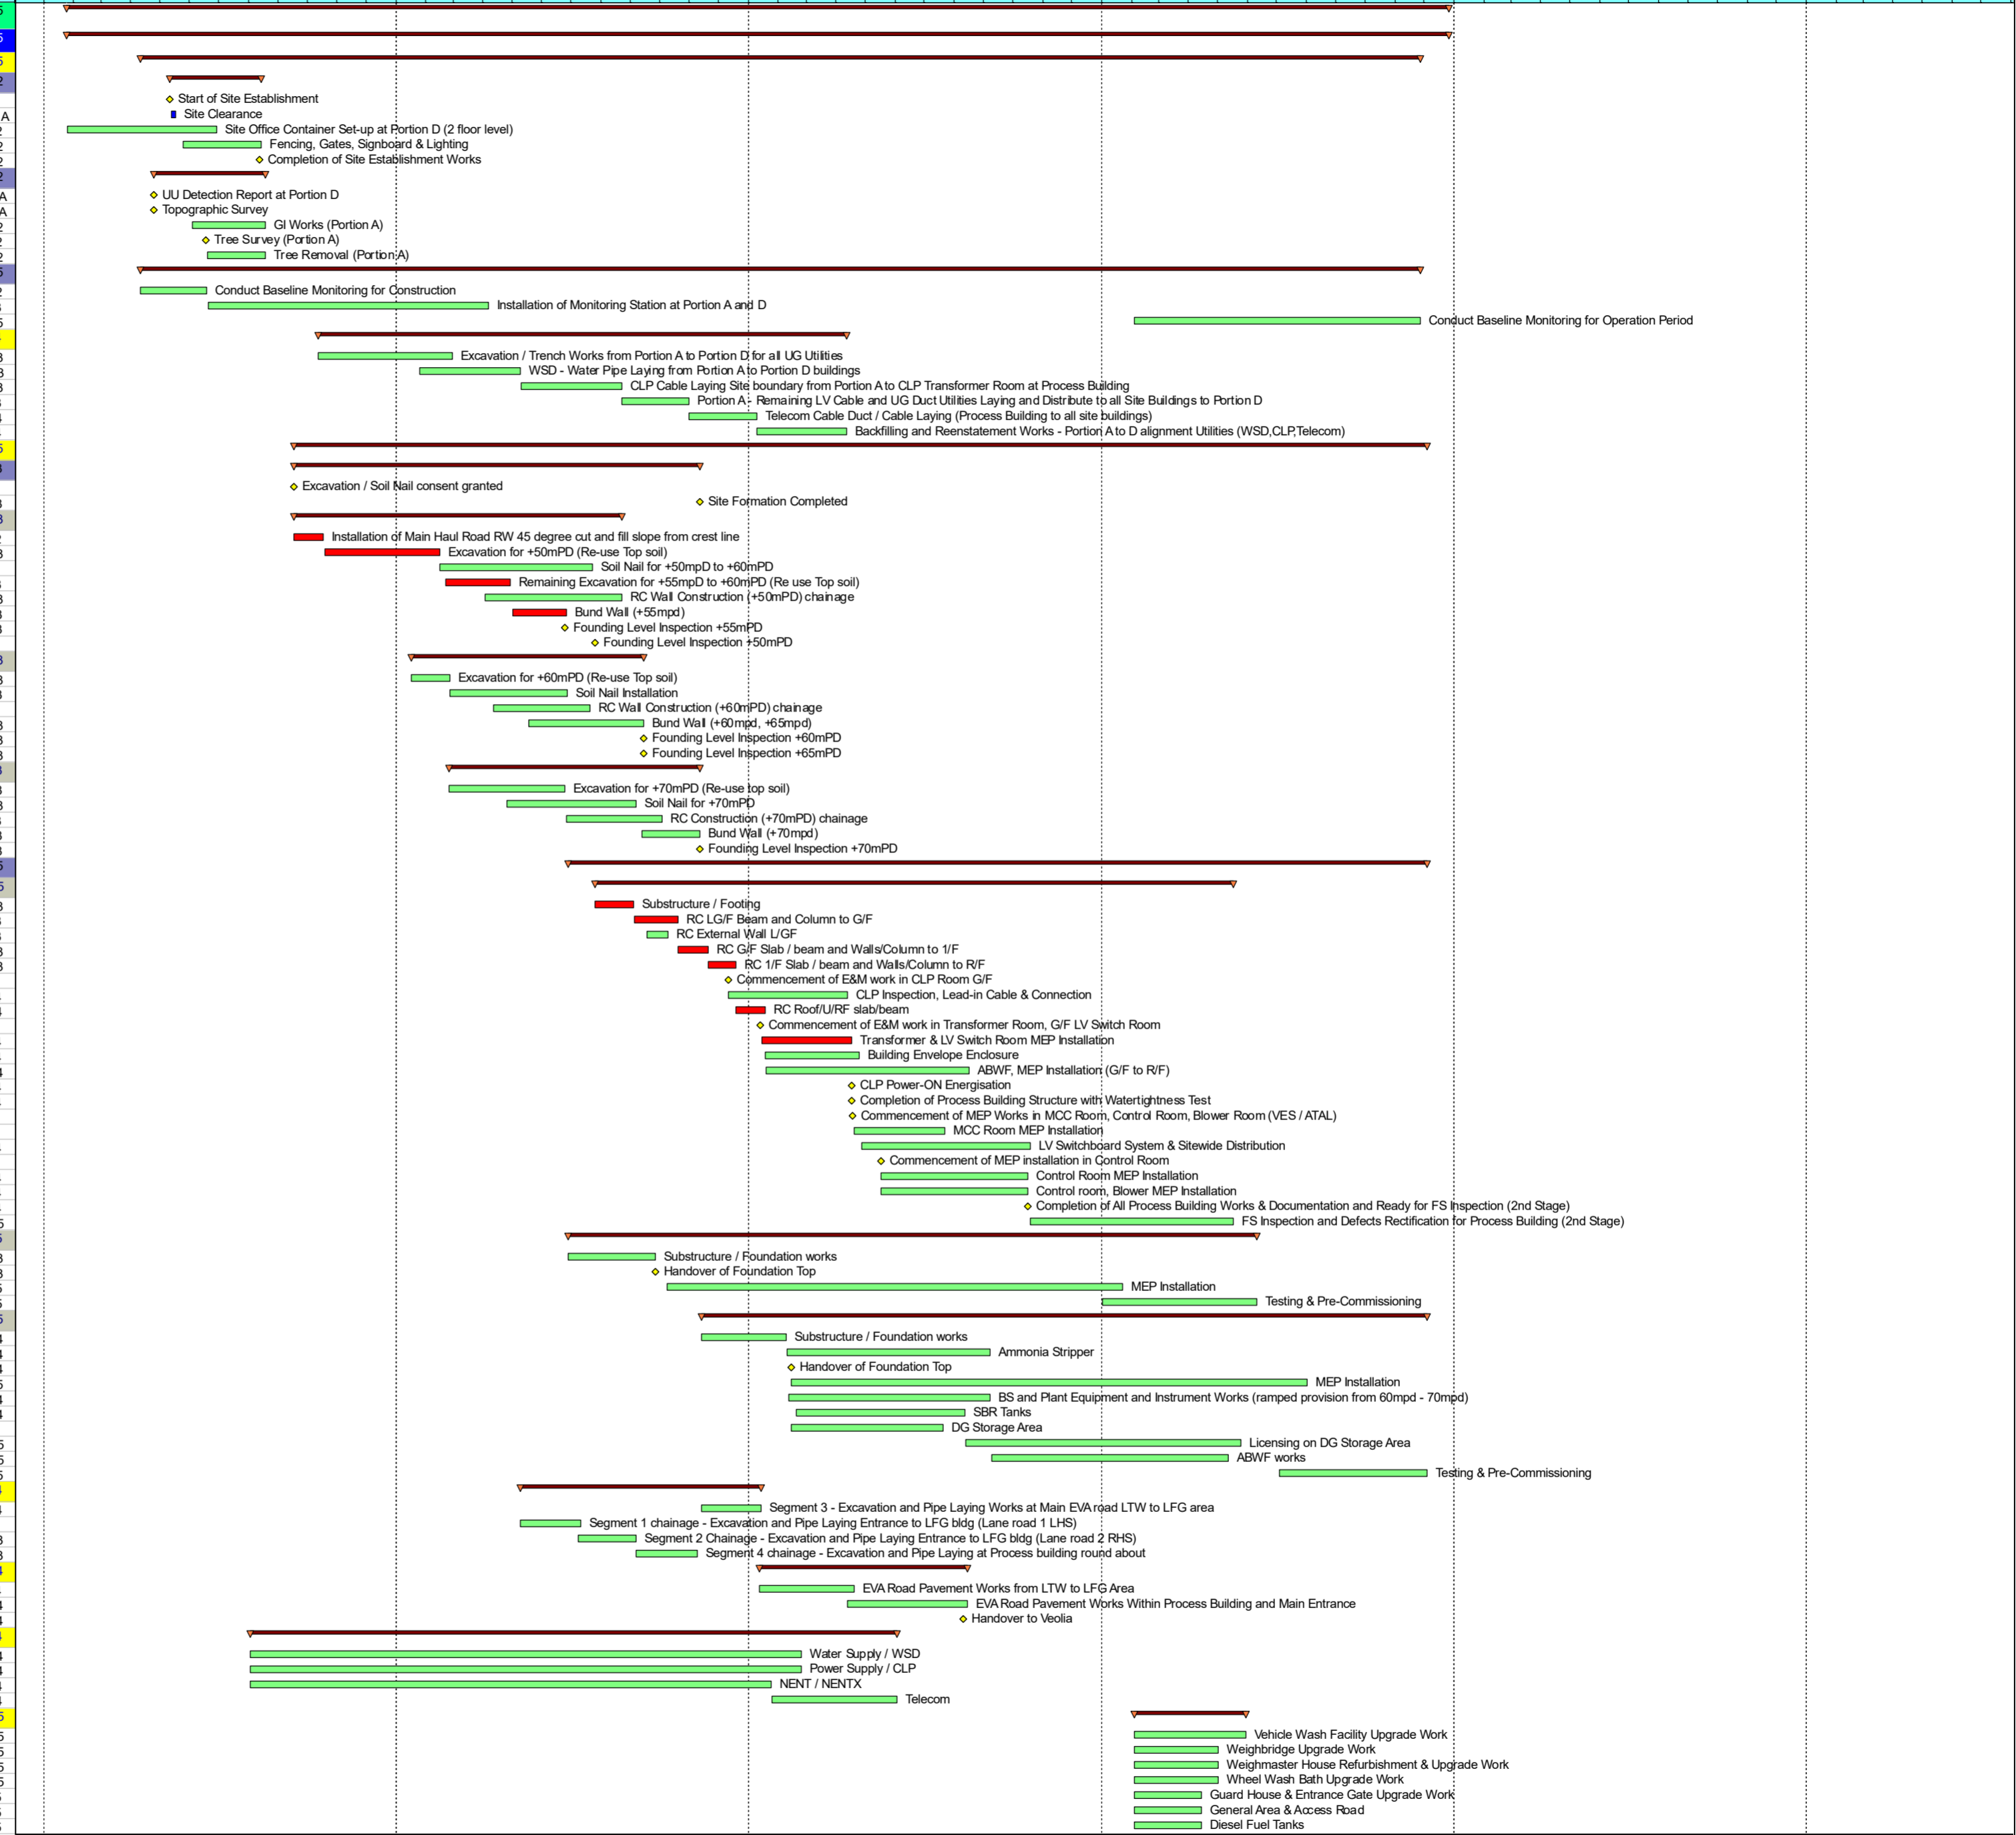 Start of Site Establishment
Site Clearance
Site Office Container Set-up at Portion D (2 floor level)
Fencing, Gates, Signboard & Lighting
Completion of Site Establishment Works
UU Detection Report at Portion D
Topographic Survey
GI Works (Portion A)
Tree Survey (Portion A)
Tree Removal (Portion A)
Conduct Baseline Monitoring for Construction
Installation of Monitoring Station at Portion A and D
Conduct Baseline Monitoring for Operation Period
Excavation / Trench Works from Portion A to Portion D for all UG Utilities
WSD - Water Pipe Laying from Portion A to Portion D buildings
CLP Cable Laying Site boundary from Portion A to CLP Transformer Room at Process Building
Portion A - Remaining LV Cable and UG Duct Utilities Laying and Distribute to all Site Buildings to Portion D
Telecom Cable Duct / Cable Laying (Process Building to all site buildings)
Backfilling and Reenstatement Works - Portion A to D alignment Utilities (WSD,CLP,Telecom)
Excavation / Soil Nail consent granted
Site Formation Completed
Installation of Main Haul Road RW 45 degree cut and fill slope from crest line
Excavation for +50mPD (Re-use Top soil)
Soil Nail for +50mpD to +60mPD
Remaining Excavation for +55mpD to +60mPD (Re use Top soil)
RC Wall Construction (+50mPD) chainage
Bund Wall (+55mpd)
Founding Level Inspection +55mPD
Founding Level Inspection +50mPD
Excavation for +60mPD (Re-use Top soil)
Soil Nail Installation
RC Wall Construction (+60mPD) chainage
Bund Wall (+60mpd, +65mpd)
Founding Level Inspection +60mPD
Founding Level Inspection +65mPD
Excavation for +70mPD (Re-use top soil)
Soil Nail for +70mPD
RC Construction (+70mPD) chainage
Bund Wall (+70mpd)
Founding Level Inspection +70mPD
Substructure / Footing
RC LG/F Beam and Column to G/F
RC External Wall L/GF
RC G/F Slab / beam and Walls/Column to 1/F
RC 1/F Slab / beam and Walls/Column to R/F
Commencement of E&M work in CLP Room G/F
CLP Inspection, Lead-in Cable & Connection
RC Roof/U/RF slab/beam
Commencement of E&M work in Transformer Room, G/F LV Switch Room
Transformer & LV Switch Room MEP Installation
Building Envelope Enclosure
ABWF, MEP Installation (G/F to R/F)
CLP Power-ON Energisation
Completion of Process Building Structure with Watertightness Test
Commencement of MEP Works in MCC Room, Control Room, Blower Room (VES / ATAL)
MCC Room MEP Installation
LV Switchboard System & Sitewide Distribution
Commencement of MEP installation in Control Room
Control Room MEP Installation
Control room, Blower MEP Installation
Completion of All Process Building Works & Documentation and Ready for FS Inspection (2nd Stage)
FS Inspection and Defects Rectification for Process Building (2nd Stage)
Substructure / Foundation works
Handover of Foundation Top
MEP Installation
Testing & Pre-Commissioning
Substructure / Foundation works
Ammonia Stripper
Handover of Foundation Top
MEP Installation
BS and Plant Equipment and Instrument Works (ramped provision from 60mpd - 70mpd)
SBR Tanks
DG Storage Area
Licensing on DG Storage Area
ABWF works
Testing & Pre-Commissioning
Segment 3 - Excavation and Pipe Laying Works at Main EVA road LTW to LFG area
Segment 1 chainage - Excavation and Pipe Laying Entrance to LFG bldg (Lane road 1 LHS)
Segment 2 Chainage - Excavation and Pipe Laying Entrance to LFG bldg (Lane road 2 RHS)
Segment 4 chainage - Excavation and Pipe Laying at Process building round about
EVA Road Pavement Works from LTW to LFG Area
EVA Road Pavement Works Within Process Building and Main Entrance
Handover to Veolia
Water Supply / WSD
Power Supply / CLP
NENT / NENTX
Telecom
Vehicle Wash Facility Upgrade Work
Weighbridge Upgrade Work
Weighmaster House Refurbishment & Upgrade Work
Wheel Wash Bath Upgrade Work
Guard House & Entrance Gate Upgrade Work
General Area & Access Road
Diesel Fuel Tanks